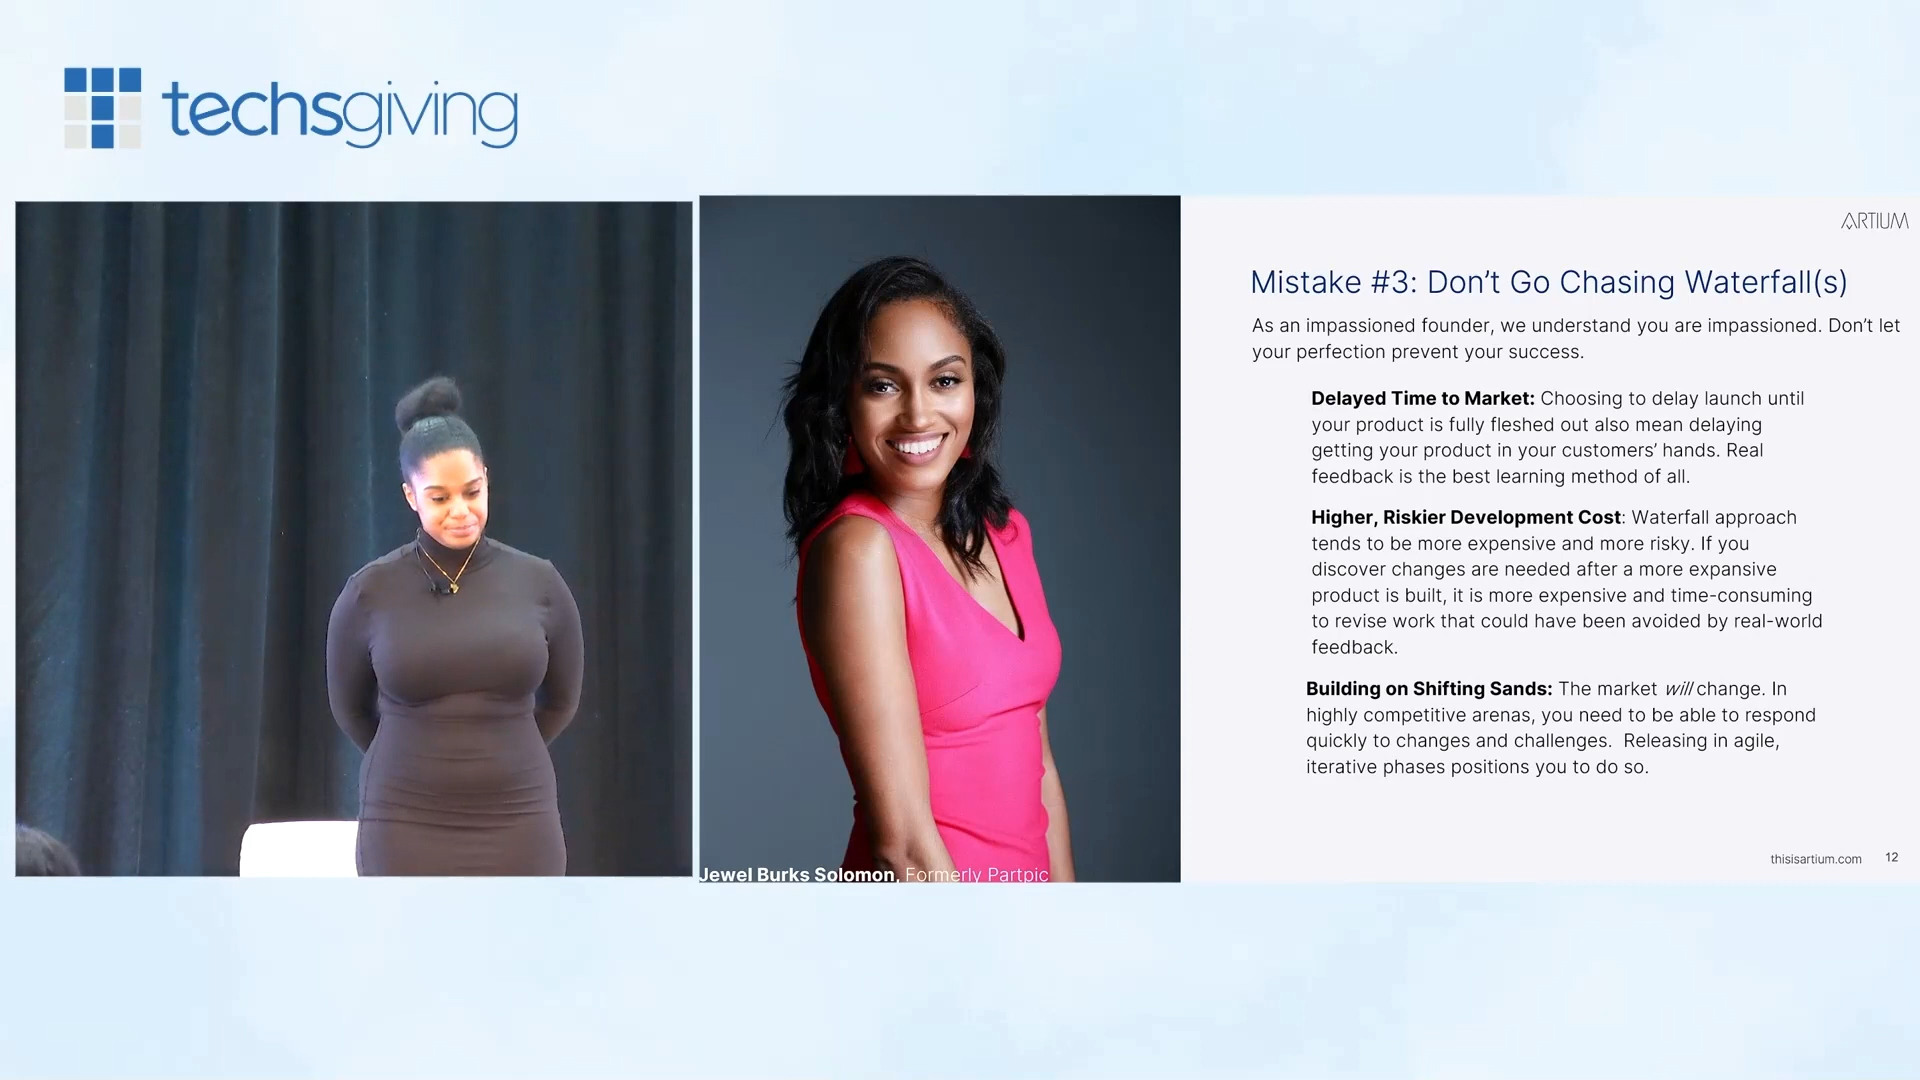 techsgiving
ARTIUM
Mistake #3: Don't Go Chasing Waterfall(s)
As an impassioned founder, we understand you are impassioned. Don't let
your perfection prevent your success.
Delayed Time to Market: Choosing to delay launch until
your product is fully fleshed out also mean delaying
getting your product in your customers' hands. Real
feedback is the best learning method of all.
Higher, Riskier Development Cost: Waterfall approach
tends to be more expensive and more risky. If you
discover changes are needed after a more expansive
product is built, it is more expensive and time-consuming
to revise work that could have been avoided by real-world
feedback.
Building on Shifting Sands: The market will change. In
highly competitive arenas, you need to be able to respond
quickly to changes and challenges. Releasing in agile,
iterative phases positions you to do so.
Jewel Burks Solomon, Formerly Partpic
thisisartium.com 12